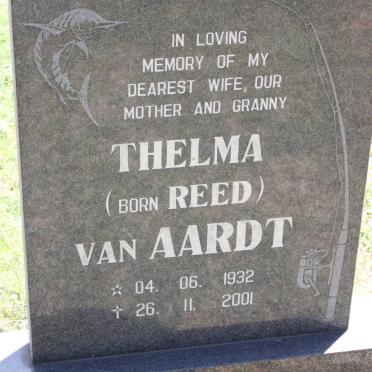 IN LOVING
MEMORY OF MY
DEAREST WIFE, OUR
MOTHER AND GRANNY
THELMA
(BORN REED)
VAN AARDT
☆ 04. 06. 1932
✝ 26. 11. 2001